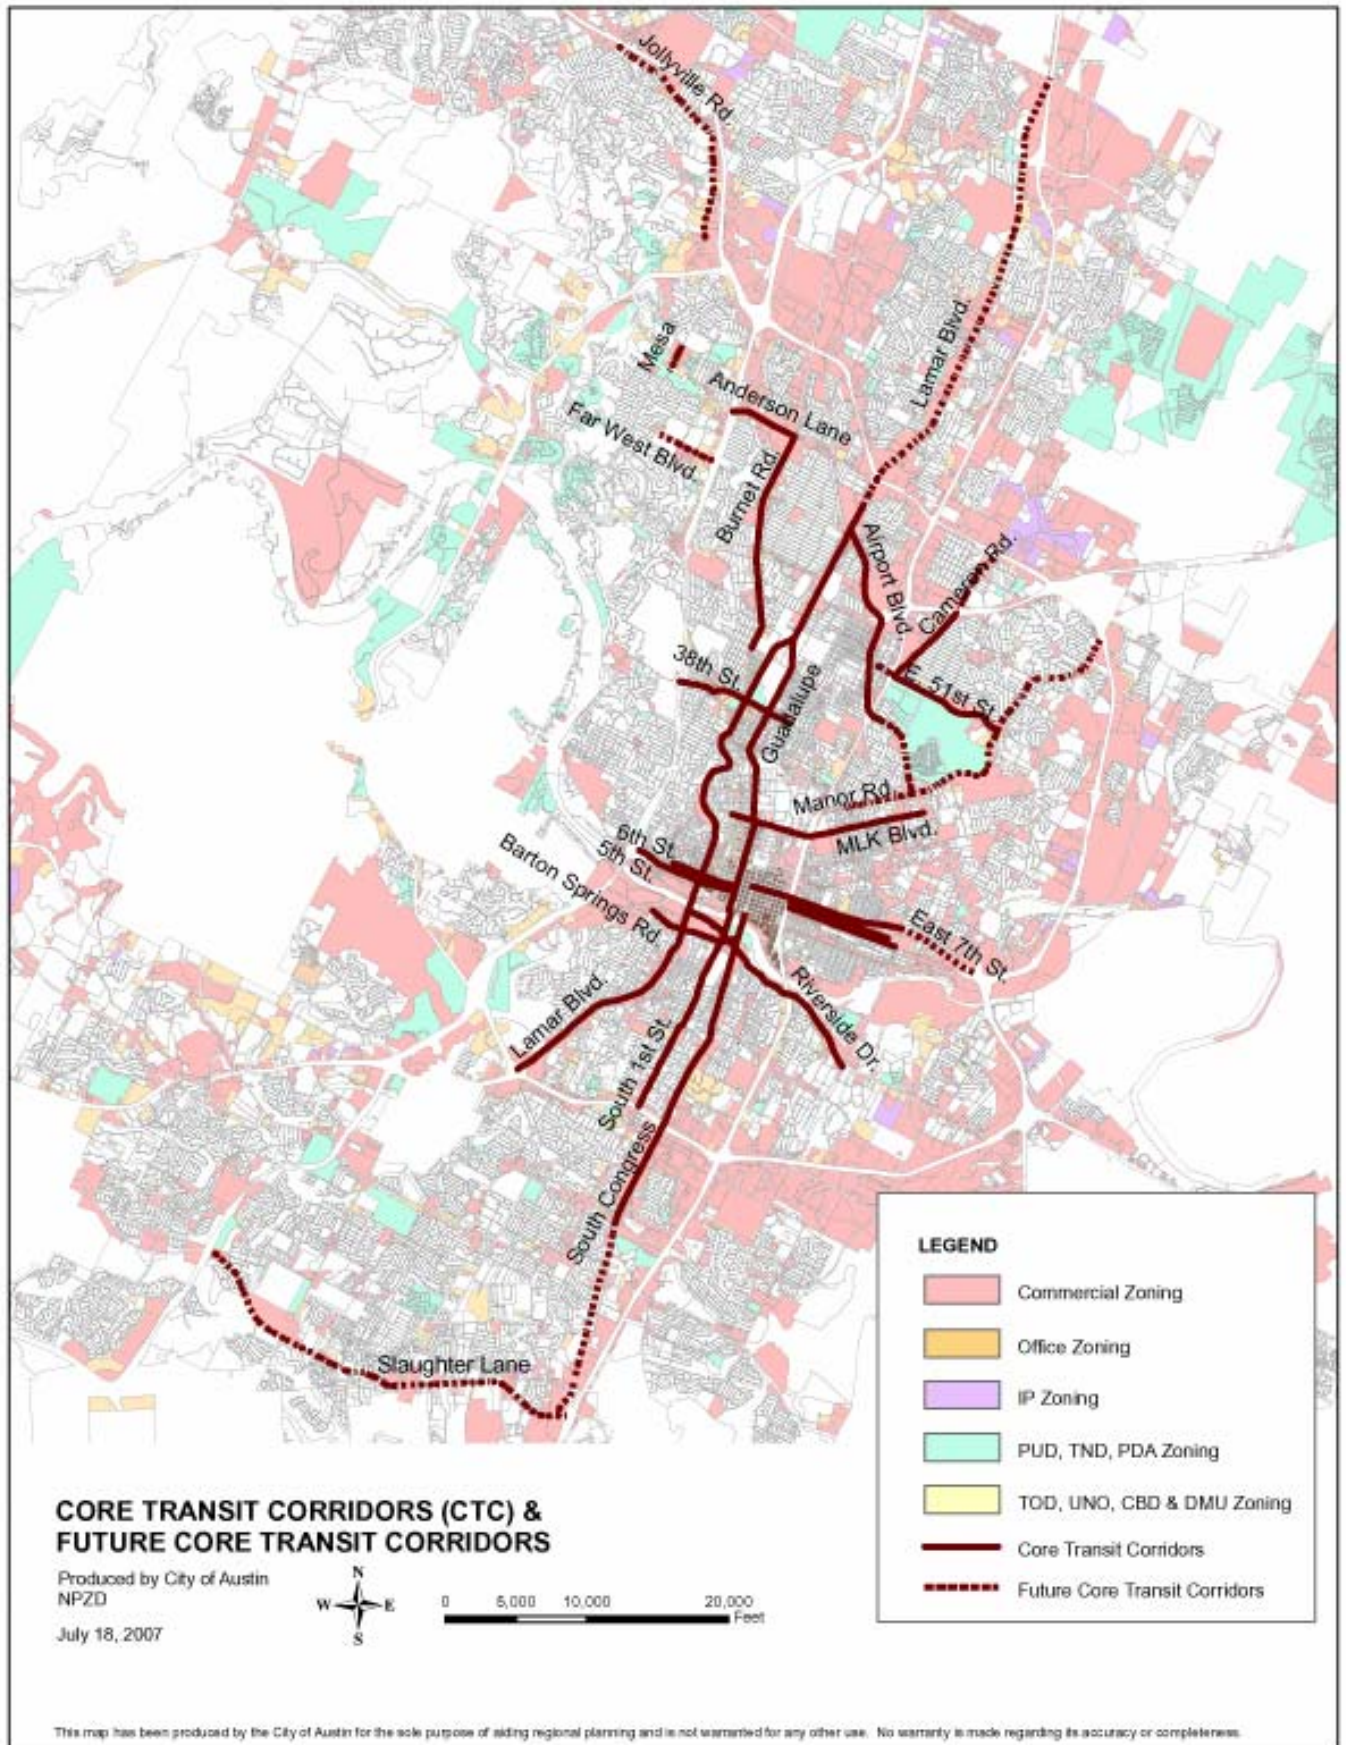 Jollyville Rd
Lamar Blvd.
Mesa
Anderson Lane
Far West Blvd.
Burnet Rd.
Airport Blvd.
Cameron Rd.
38th St.
Guadalupe
E. 51st St.
Manor Rd.
MLK Blvd.
6th St.
5th St.
Barton Springs Rd.
East 7th St.
Riverside Dr.
Lamar Blvd.
South 1st St.
South Congress
Slaughter Lane
LEGEND
Commercial Zoning
Office Zoning
IP Zoning
PUD, TND, PDA Zoning
TOD, UNO, CBD & DMU Zoning
Core Transit Corridors
Future Core Transit Corridors
CORE TRANSIT CORRIDORS (CTC) &
FUTURE CORE TRANSIT CORRIDORS
Produced by City of Austin
NPZD
July 18, 2007
N
W E
S
0 5,000 10,000 20,000
Feet
This map has been produced by the City of Austin for the sole purpose of aiding regional planning and is not warranted for any other use. No warranty is made regarding its accuracy or completeness.